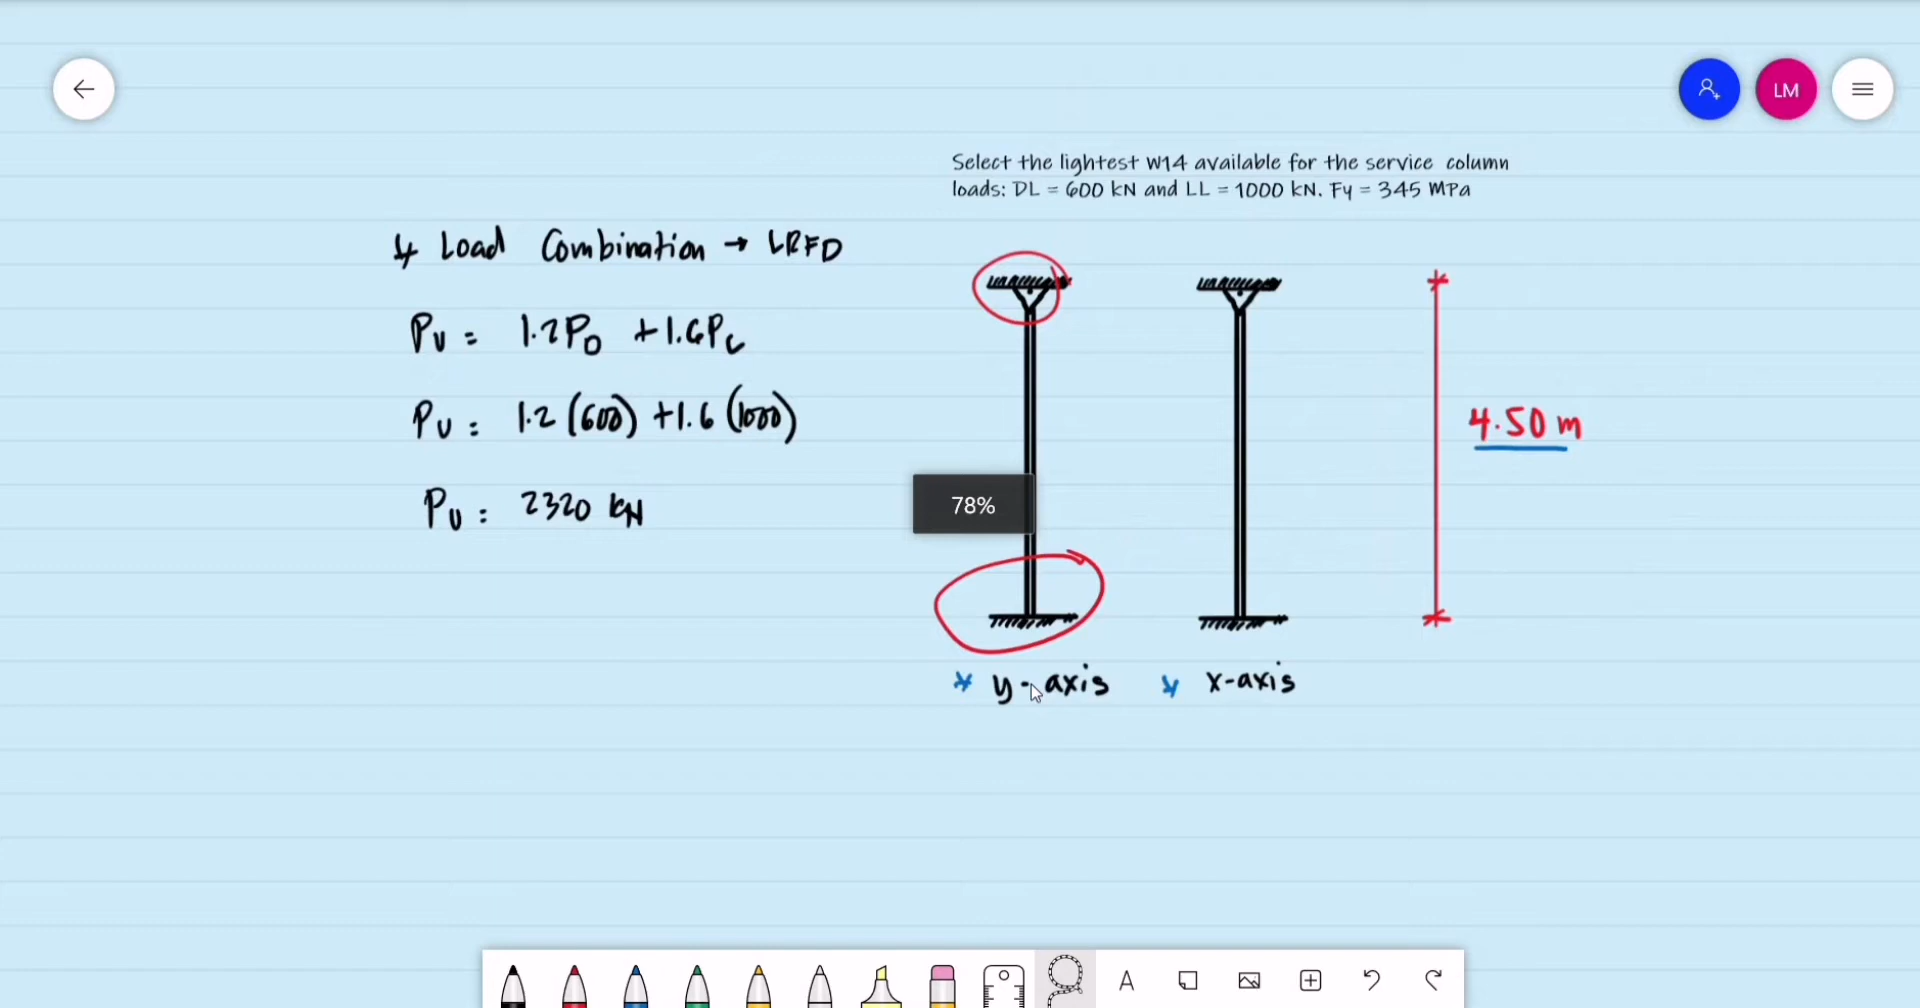 LM
Select the lightest W14 available for the service column
loads: DL = 600 kN and LL = 1000 kN. Fy = 345 MPa
Load Combination → LRFD
PU = 1.2PD + 1.6PL
PU = 1.2(600) + 1.6(1000)
PU = 2320 kN
4.50 m
78%
* y-axis * x-axis
A